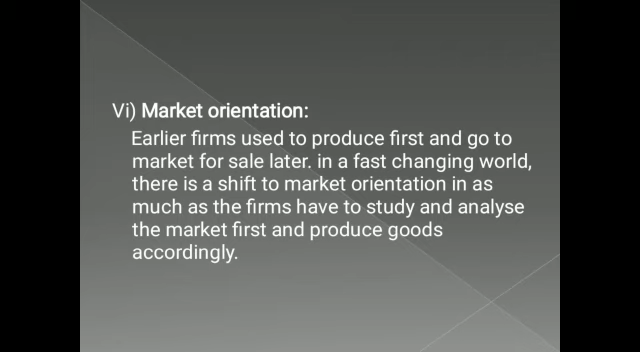 Vi) Market orientation:
Earlier firms used to produce first and go to
market for sale later. in a fast changing world,
there is a shift to market orientation in as
much as the firms have to study and analyse
the market first and produce goods
accordingly.